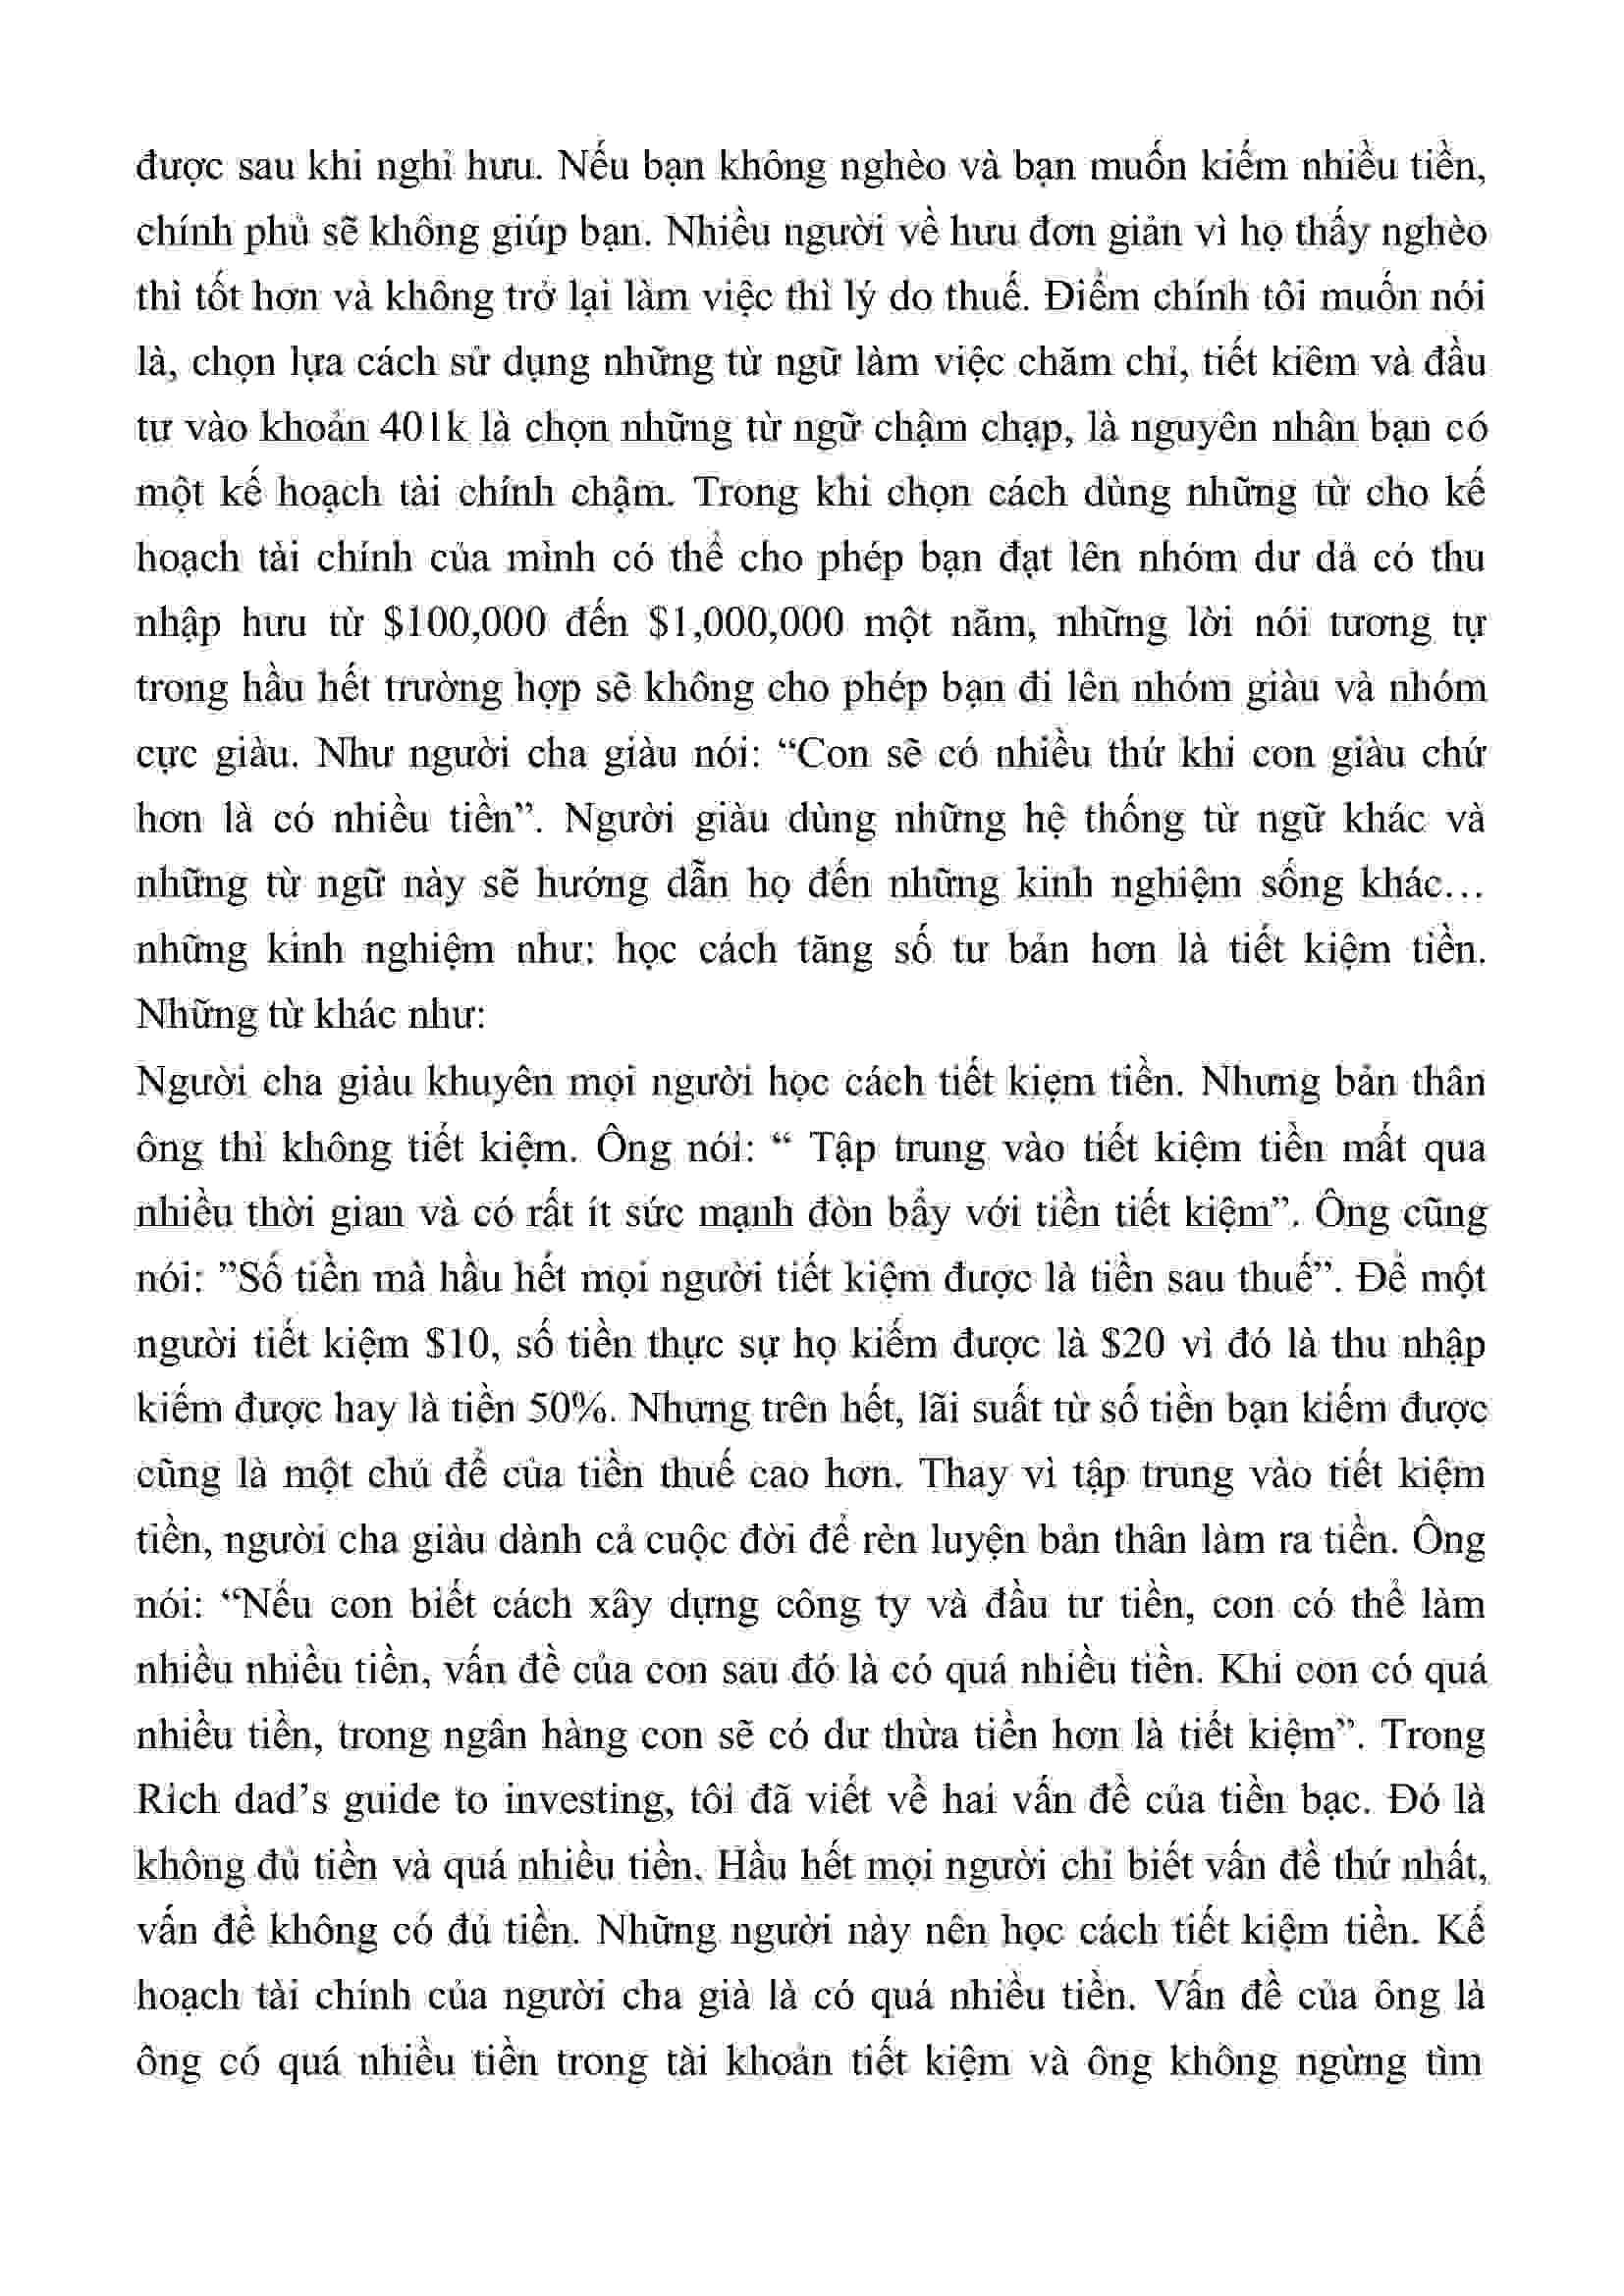 được sau khi nghỉ hưu. Nếu bạn không nghèo và bạn muốn kiếm nhiều tiền,
chính phủ sẽ không giúp bạn. Nhiều người về hưu đơn giản vì họ thấy nghèo
thì tốt hơn và không trở lại làm việc thì lý do thuế. Điểm chính tôi muốn nói
là, chọn lựa cách sử dụng những từ ngữ làm việc chăm chỉ, tiết kiêm và đầu
tư vào khoản 401k là chọn những từ ngữ chậm chạp, là nguyên nhân bạn có
một kế hoạch tài chính chậm. Trong khi chọn cách dùng những từ cho kế
hoạch tài chính của mình có thể cho phép bạn đạt lên nhóm dư dả có thu
nhập hưu từ $100,000 đến $1,000,000 một năm, những lời nói tương tự
trong hầu hết trường hợp sẽ không cho phép bạn đi lên nhóm giàu và nhóm
cực giàu. Như người cha giàu nói: “Con sẽ có nhiều thứ khi con giàu chứ
hơn là có nhiều tiền”. Người giàu dùng những hệ thống từ ngữ khác và
những từ ngữ này sẽ hướng dẫn họ đến những kinh nghiệm sống khác…
những kinh nghiệm như: học cách tăng số tư bản hơn là tiết kiệm tiền.
Những từ khác như:
Người cha giàu khuyên mọi người học cách tiết kiẹm tiền. Nhưng bản thân
ông thì không tiết kiệm. Ông nói: “ Tập trung vào tiết kiệm tiền mất qua
nhiều thời gian và có rất ít sức mạnh đòn bẩy với tiền tiết kiệm”. Ông cũng
nói: ”Số tiền mà hầu hết mọi người tiết kiệm được là tiền sau thuế”. Để một
người tiết kiệm $10, số tiền thực sự họ kiếm được là $20 vì đó là thu nhập
kiếm được hay là tiền 50%. Nhưng trên hết, lãi suất từ số tiền bạn kiếm được
cũng là một chủ để của tiền thuế cao hơn. Thay vì tập trung vào tiết kiệm
tiền, người cha giàu dành cả cuộc đời để rèn luyện bản thân làm ra tiền. Ông
nói: “Nếu con biết cách xây dựng công ty và đầu tư tiền, con có thể làm
nhiều nhiều tiền, vấn đề của con sau đó là có quá nhiều tiền. Khi con có quá
nhiều tiền, trong ngân hàng con sẽ có dư thừa tiền hơn là tiết kiệm”. Trong
Rich dad’s guide to investing, tôi đã viết về hai vấn đề của tiền bạc. Đó là
không đủ tiền và quá nhiều tiền. Hầu hết mọi người chỉ biết vấn đề thứ nhất,
vấn đề không có đủ tiền. Những người này nên học cách tiết kiệm tiền. Kế
hoạch tài chính của người cha già là có quá nhiều tiền. Vấn đề của ông là
ông có quá nhiều tiền trong tài khoản tiết kiệm và ông không ngừng tìm